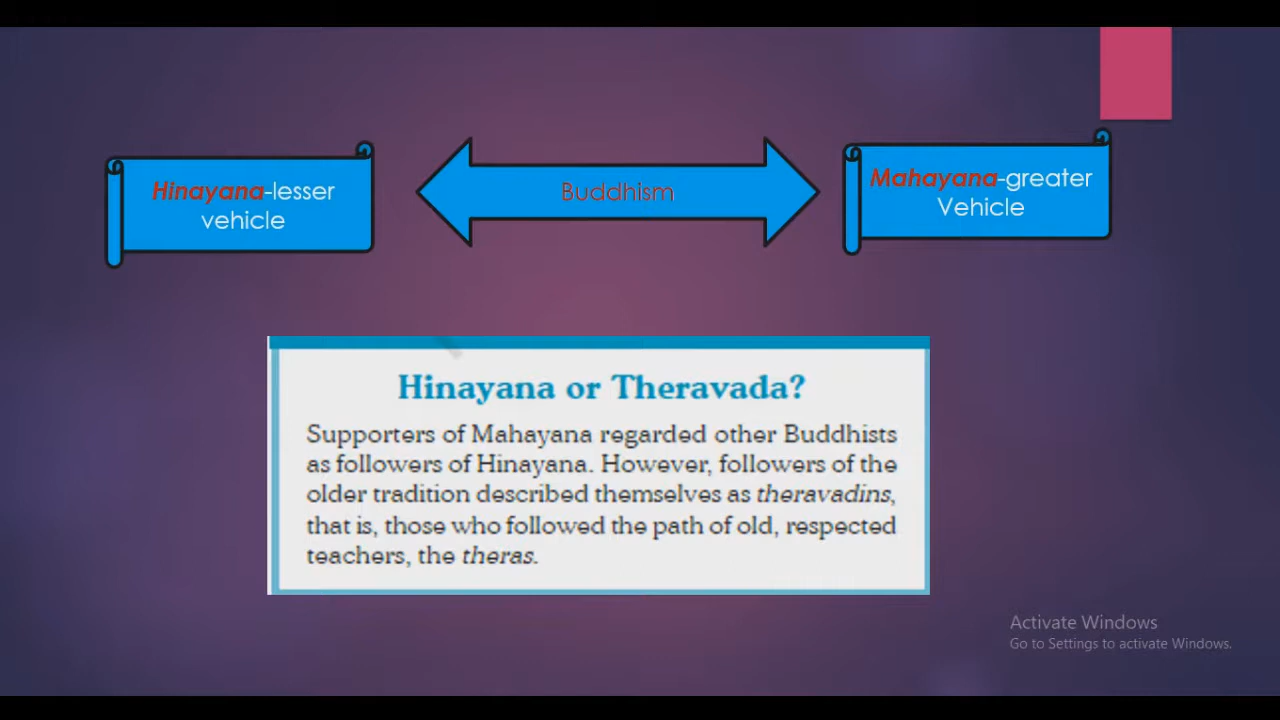 Hinayana-lesser
vehicle
Buddhism
Mahayana-greater
Vehicle
Hinayana or Theravada?
Supporters of Mahayana regarded other Buddhists
as followers of Hinayana. However, followers of the
older tradition described themselves as theravadins,
that is, those who followed the path of old, respected
teachers, the theras.
Activate Windows
Go to Settings to activate Windows.